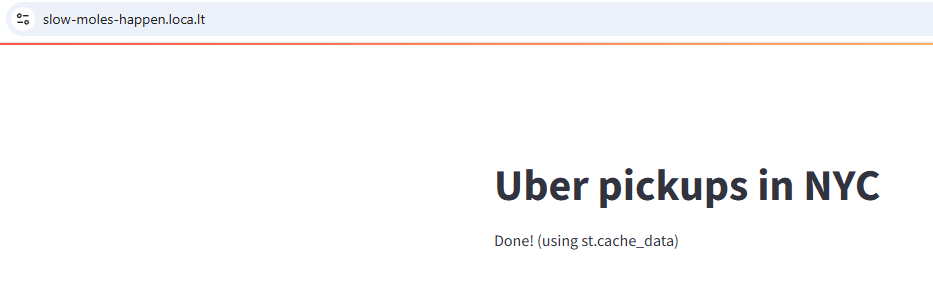 slow-moles-happen.loca.lt
Uber pickups in NYC
Done! (using st.cache_data)